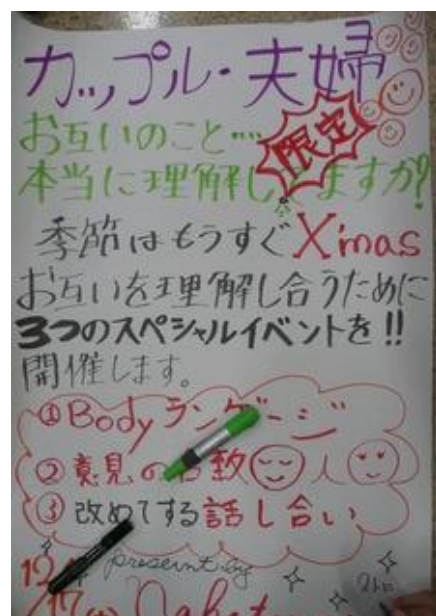 カップル・夫婦
限定
お互いのこと…
本当に理解してますか?
季節はもうすぐXmas
お互いを理解し合うために
3つのスペシャルイベントを!!
開催します。
①Bodyランゲージ
②意見の合致
③改めてする話し合い
present by